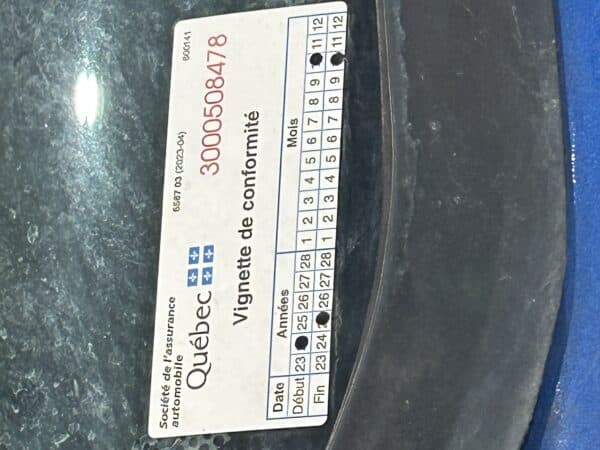 Société de l'assurance
automobile
6567 03 (2023-04)
600141
Québec
3000508478
Vignette de conformité
Date Années Mois
Début 23 25 26 27 28 1 2 3 4 5 6 7 8 9 11 12
Fin 23 24 26 27 28 1 2 3 4 5 6 7 8 9 11 12